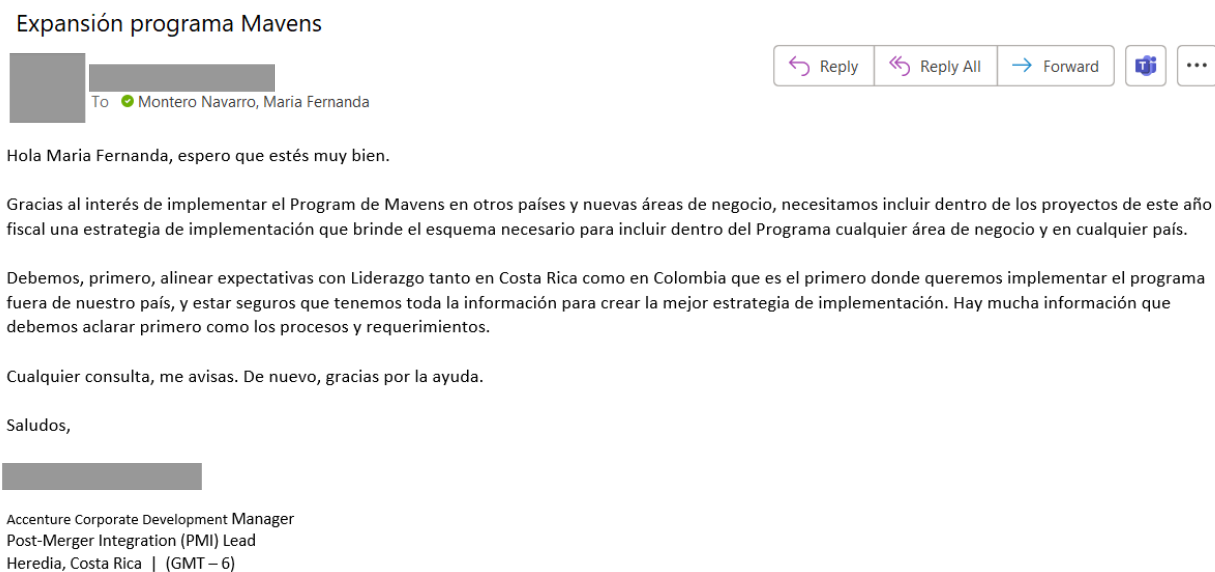 Expansión programa Mavens
Reply
Reply All
Forward
To Montero Navarro, Maria Fernanda
Hola Maria Fernanda, espero que estés muy bien.
Gracias al interés de implementar el Program de Mavens en otros países y nuevas áreas de negocio, necesitamos incluir dentro de los proyectos de este año
fiscal una estrategia de implementación que brinde el esquema necesario para incluir dentro del Programa cualquier área de negocio y en cualquier país.
Debemos, primero, alinear expectativas con Liderazgo tanto en Costa Rica como en Colombia que es el primero donde queremos implementar el programa
fuera de nuestro país, y estar seguros que tenemos toda la información para crear la mejor estrategia de implementación. Hay mucha información que
debemos aclarar primero como los procesos y requerimientos.
Cualquier consulta, me avisas. De nuevo, gracias por la ayuda.
Saludos,
Accenture Corporate Development Manager
Post-Merger Integration (PMI) Lead
Heredia, Costa Rica | (GMT – 6)